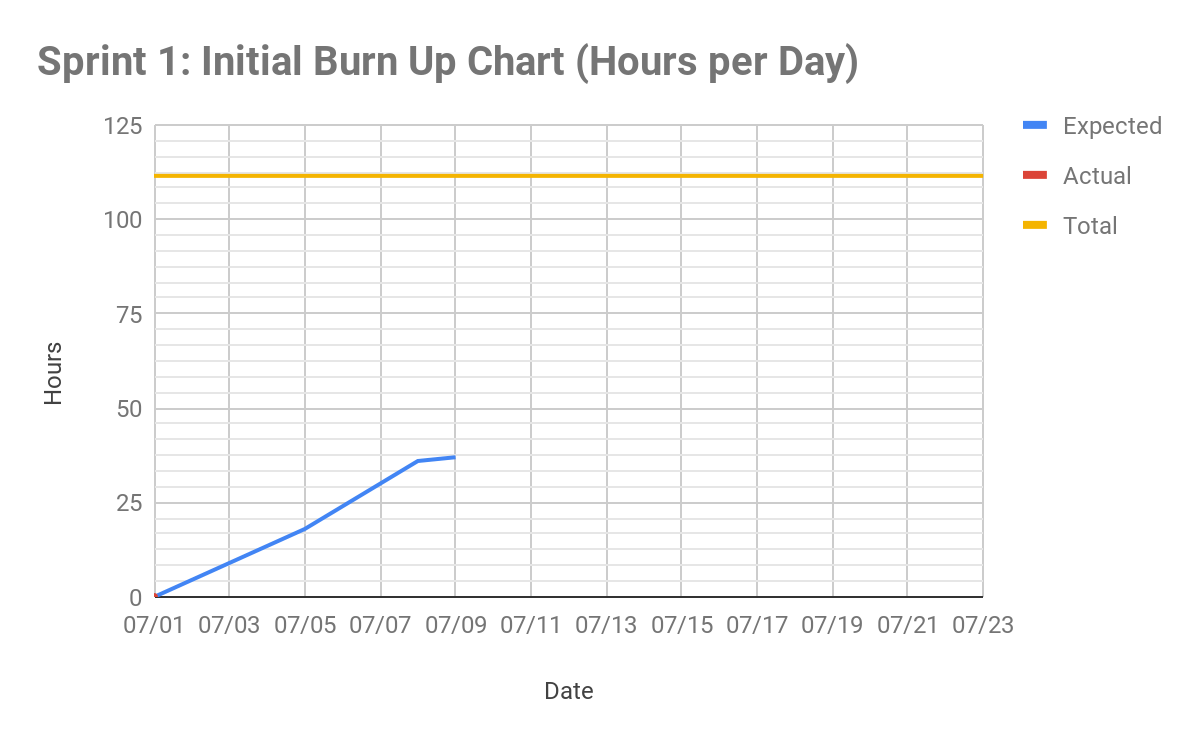 Sprint 1: Initial Burn Up Chart (Hours per Day)
125
100
75
50
25
0
Hours
07/01 07/03 07/05 07/07 07/09 07/11 07/13 07/15 07/17 07/19 07/21 07/23
Date
Expected
Actual
Total